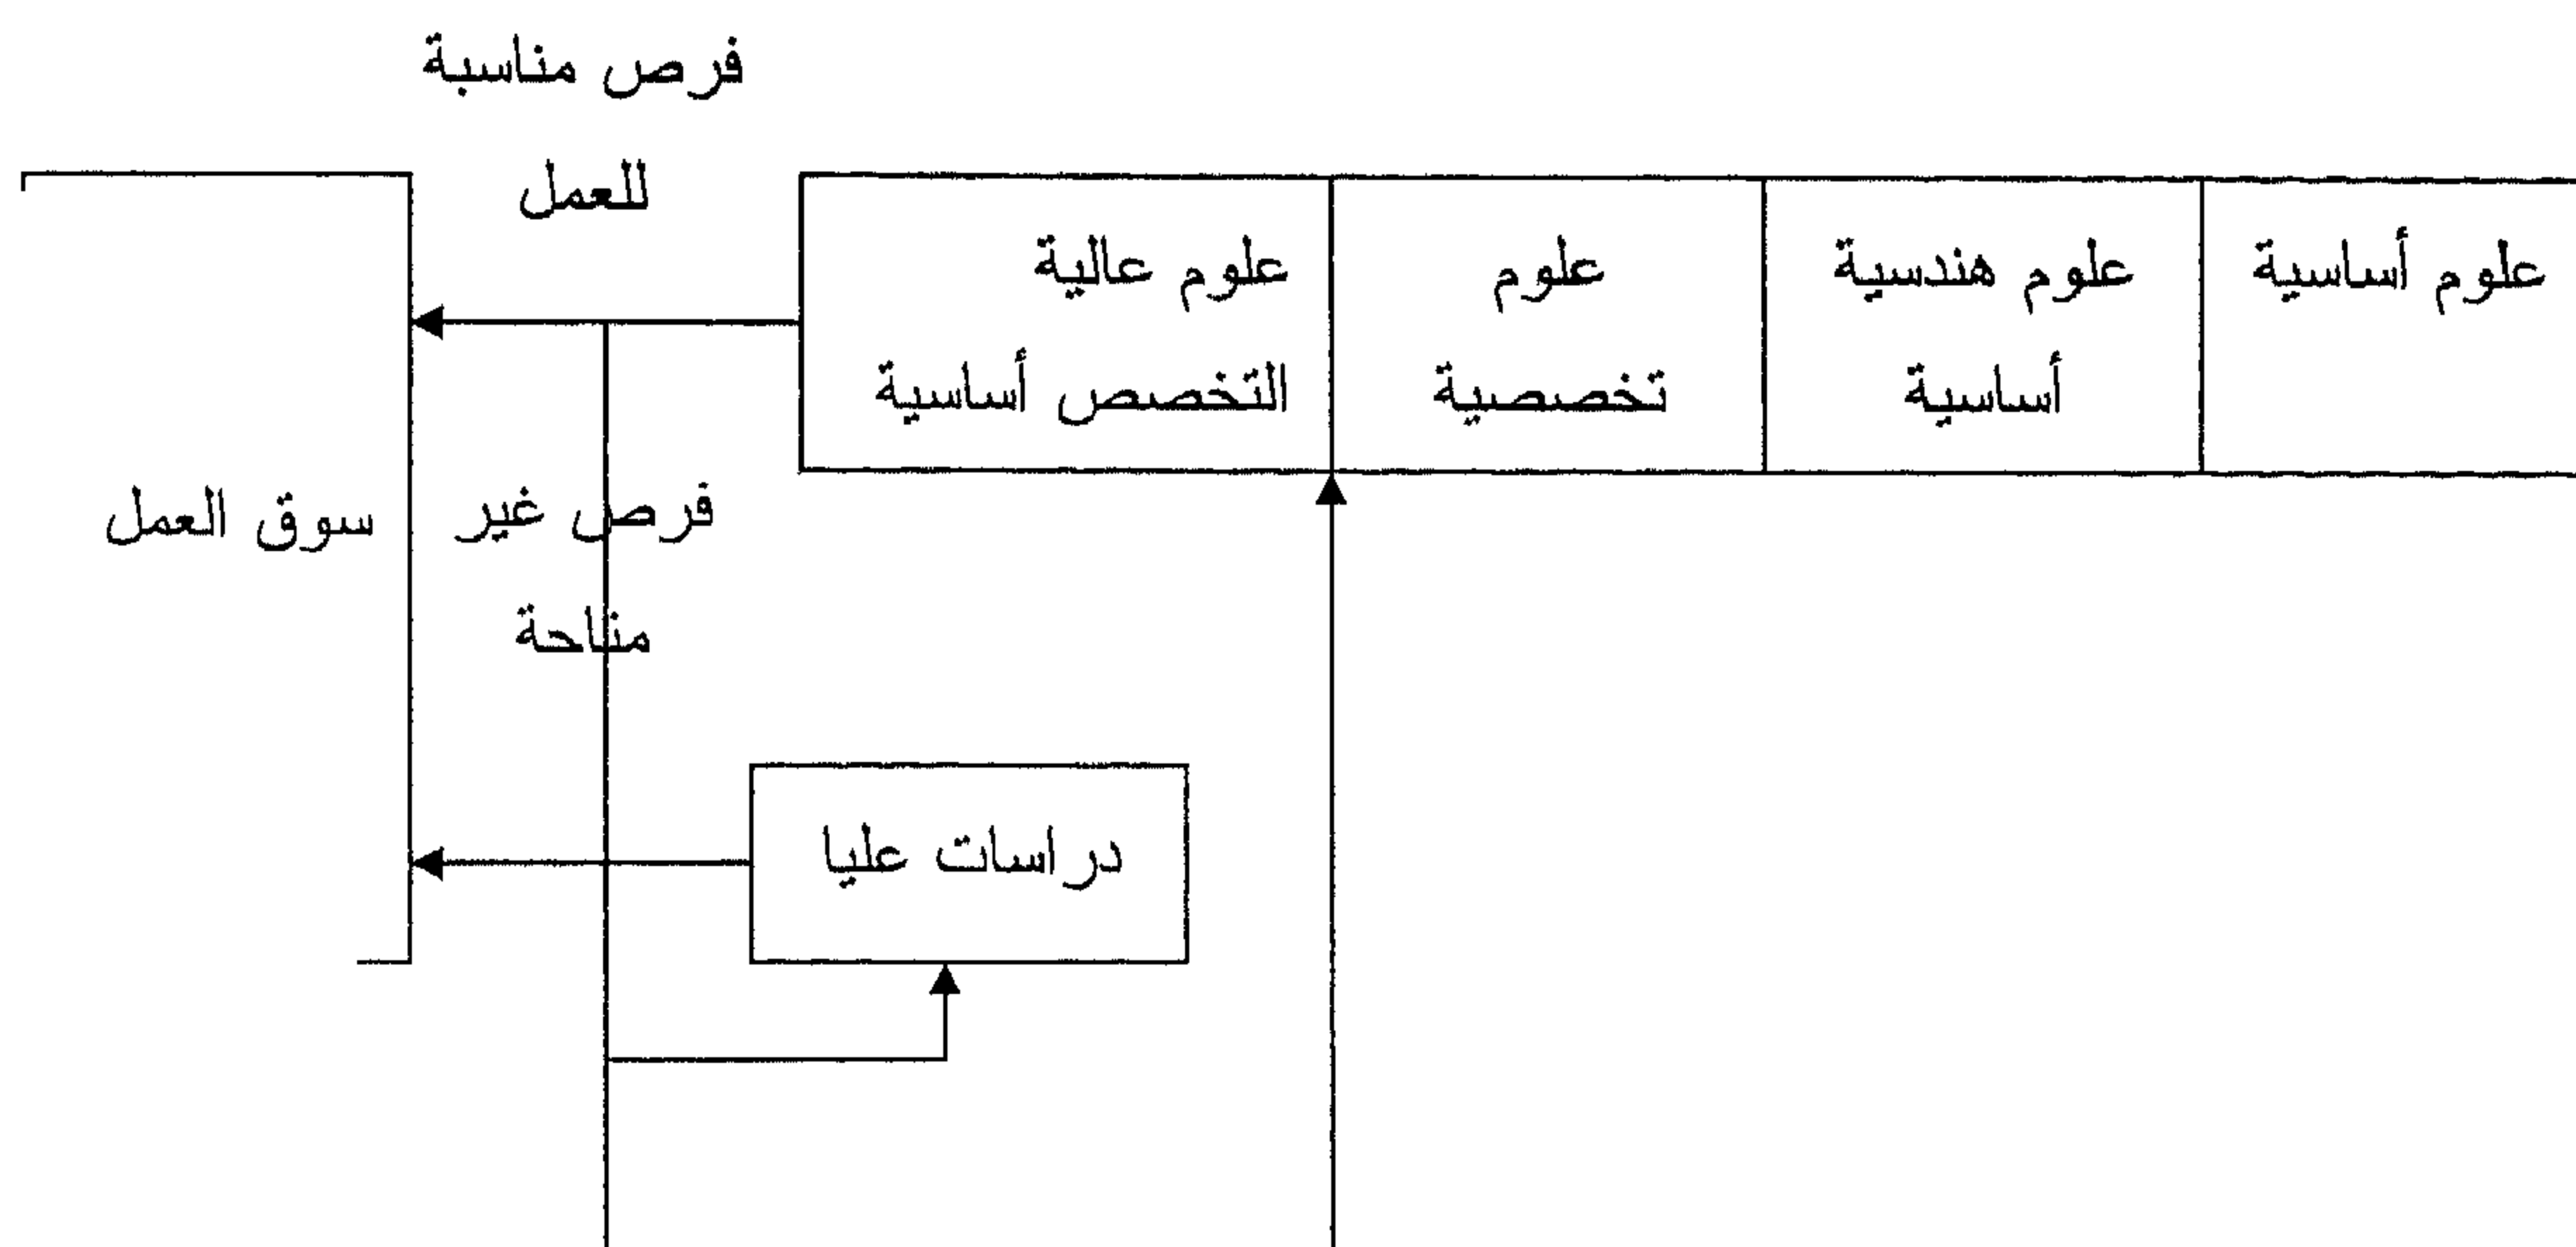 فرص مناسبة
للعمل
علوم أساسية
علوم هندسية
أساسية
علوم
تخصصية
علوم عالية
التخصص أساسية
فرص غير
متاحة
سوق العمل
دراسات عليا